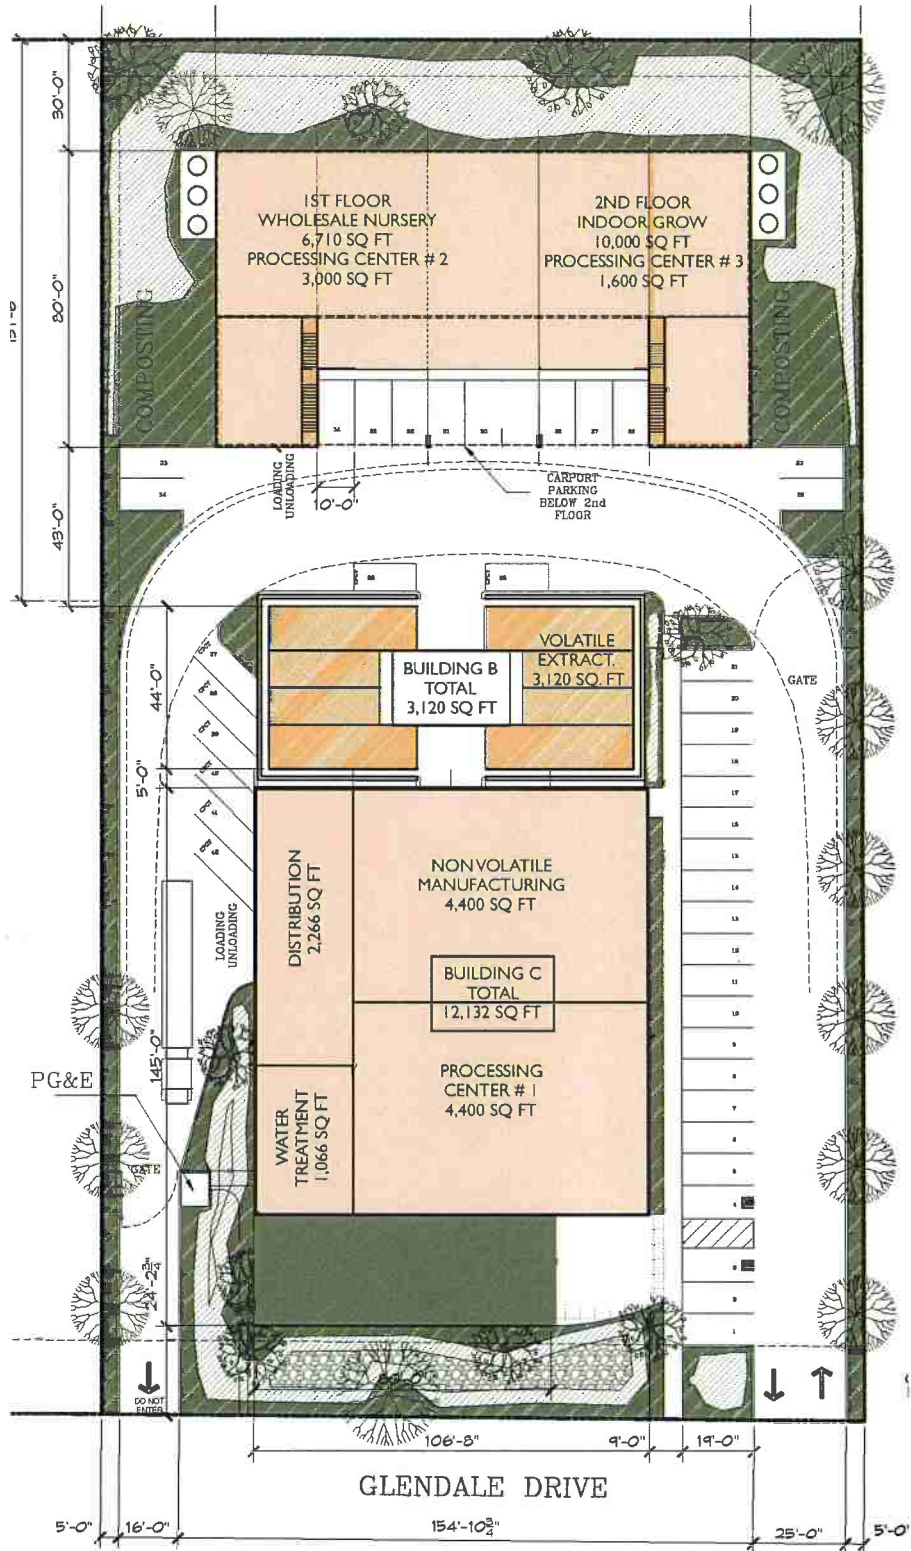 30'-0"
1ST FLOOR
WHOLESALE NURSERY
6,710 SQ FT
PROCESSING CENTER # 2
3,000 SQ FT
2ND FLOOR
INDOOR GROW
10,000 SQ FT
PROCESSING CENTER # 3
1,600 SQ FT
80'-0"
COMPOSTING
COMPOSTING
LOADING
UNLOADING
10'-0"
CARPORT
PARKING
BELOW 2nd
FLOOR
43'-0"
VOLATILE
EXTRACT.
3,120 SQ. FT
BUILDING B
TOTAL
3,120 SQ FT
GATE
44'-0"
5'-0"
DISTRIBUTION
2,266 SQ FT
NONVOLATILE
MANUFACTURING
4,400 SQ FT
LOADING
UNLOADING
BUILDING C
TOTAL
12,132 SQ FT
145'-0"
PROCESSING
CENTER # 1
4,400 SQ FT
PG&E
WATER
TREATMENT
1,066 SQ FT
GATE
24'-2¾"
DO NOT
ENTER
106'-8"
9'-0"
19'-0"
GLENDALE DRIVE
5'-0"
16'-0"
154'-10¾"
25'-0"
5'-0"